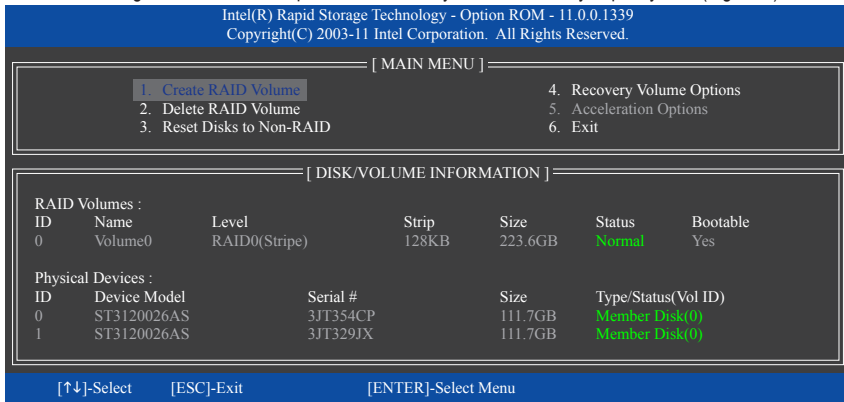 Intel(R) Rapid Storage Technology - Option ROM - 11.0.0.1339
Copyright(C) 2003-11 Intel Corporation. All Rights Reserved.
[ MAIN MENU ]
1. Create RAID Volume
2. Delete RAID Volume
3. Reset Disks to Non-RAID
4. Recovery Volume Options
5. Acceleration Options
6. Exit
[ DISK/VOLUME INFORMATION ]
RAID Volumes :
ID Name Level Strip Size Status Bootable
0 Volume0 RAID0(Stripe) 128KB 223.6GB Normal Yes
Physical Devices :
ID Device Model Serial # Size Type/Status(Vol ID)
0 ST3120026AS 3JT354CP 111.7GB Member Disk(0)
1 ST3120026AS 3JT329JX 111.7GB Member Disk(0)
[↑↓]-Select [ESC]-Exit [ENTER]-Select Menu